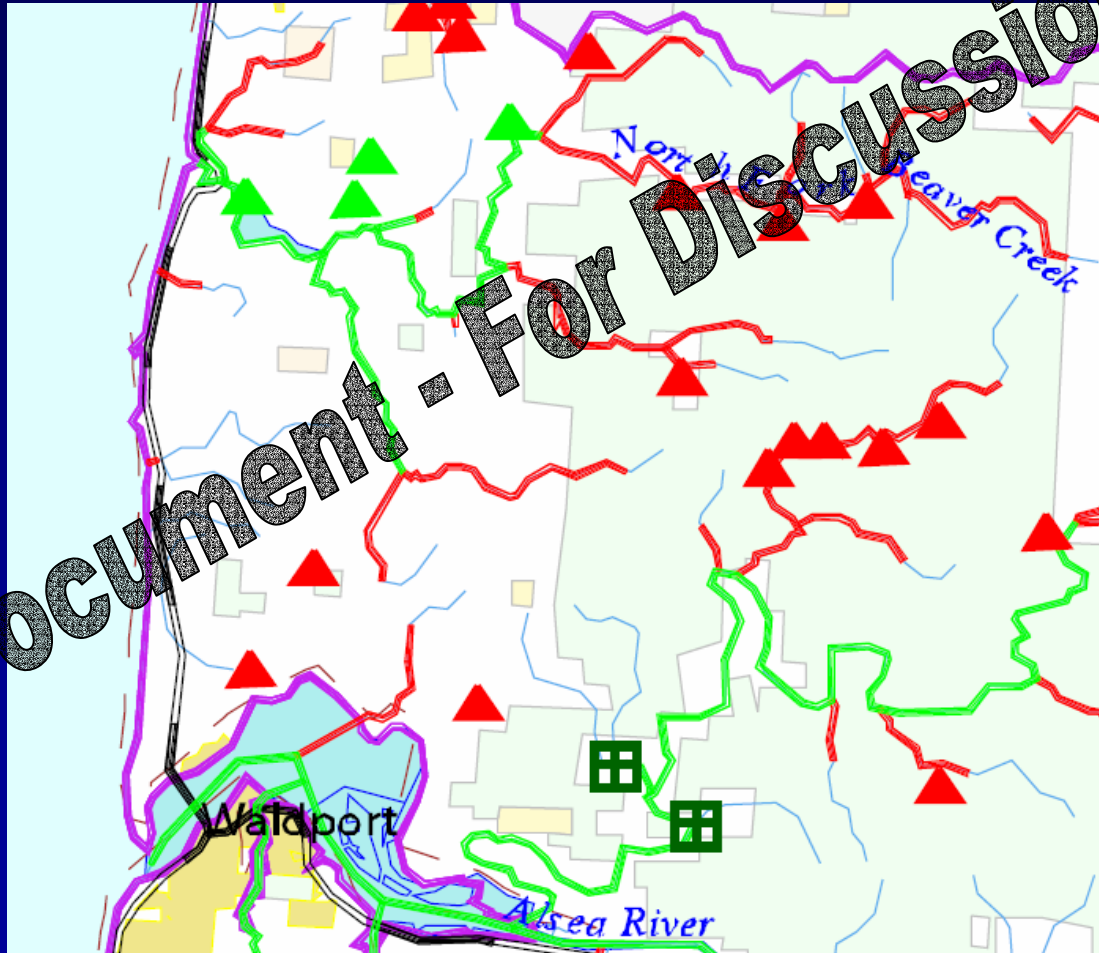 ocument - For Discussio
North Fork Beaver Creek
Waldport
Alsea River